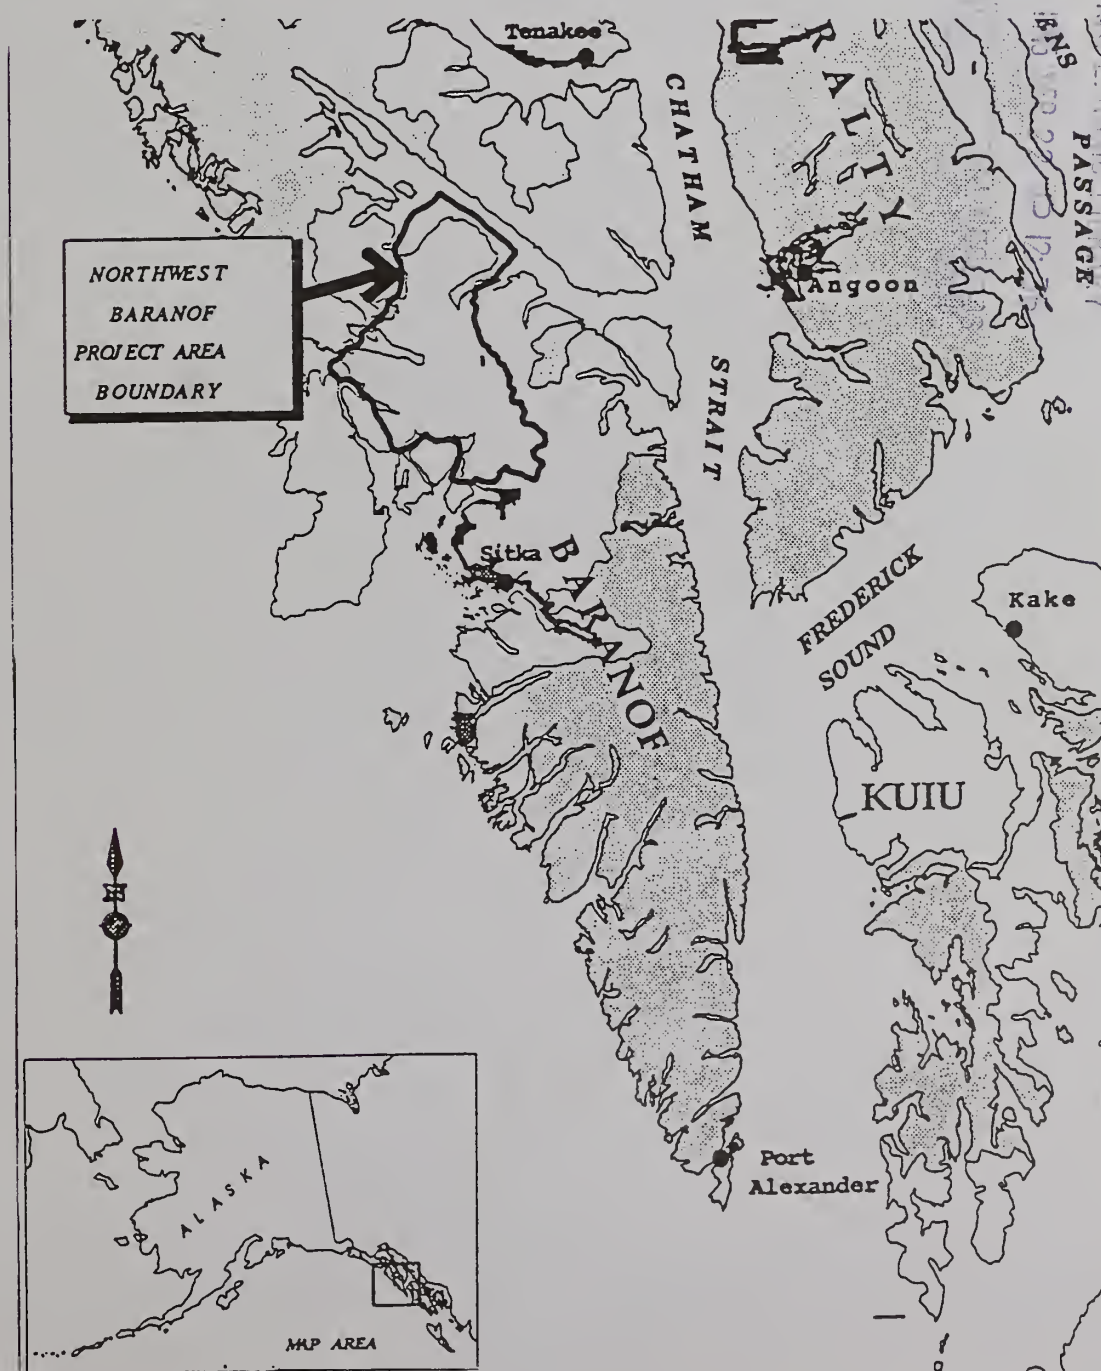 Tenakee
CHATHAM
STRAIT
R ALTY
ENS
PASSAGE
NORTHWEST
BARANOF
PROJECT AREA
BOUNDARY
Angoon
Sitka
BARANOF
FREDERICK
SOUND
Kake
KUIU
Port
Alexander
ALASKA
MAP AREA